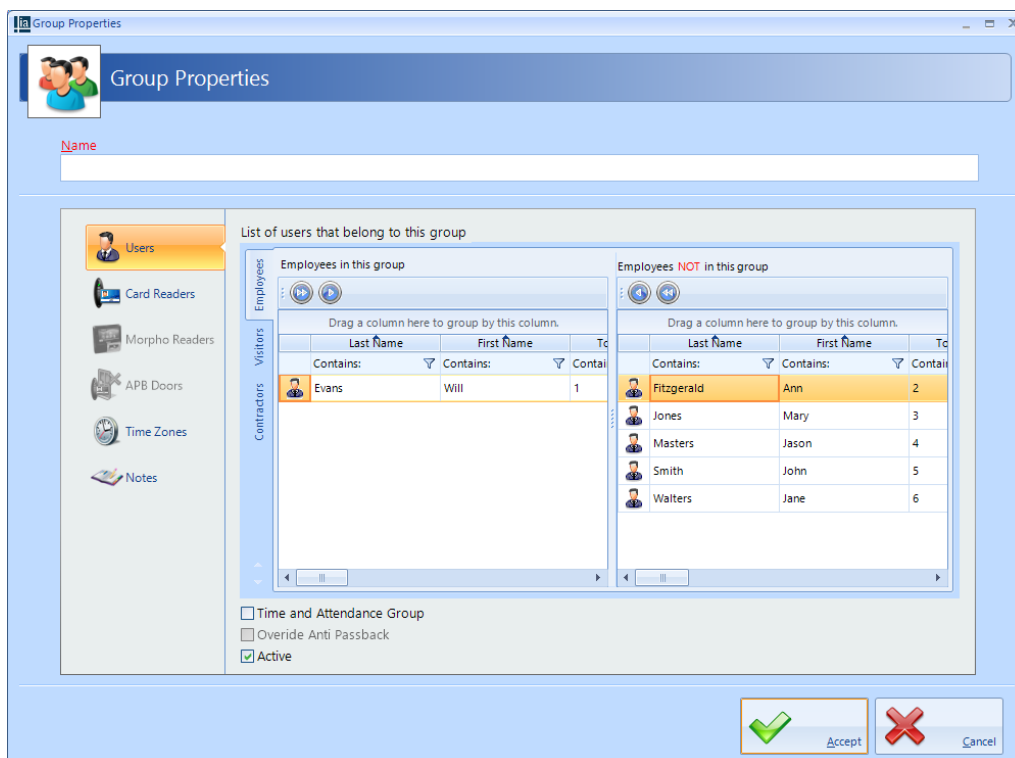 Group Properties
Group Properties
Name
Users
Card Readers
Morpho Readers
APB Doors
Time Zones
Notes
List of users that belong to this group
Employees
Visitors
Contractors
Employees in this group
Drag a column here to group by this column.
Last Name First Name To
Contains: Contains: Contai
Evans Will 1
Employees NOT in this group
Drag a column here to group by this column.
Last Name First Name To
Contains: Contains: Contain
Fitzgerald Ann 2
Jones Mary 3
Masters Jason 4
Smith John 5
Walters Jane 6
Time and Attendance Group
Overide Anti Passback
Active
Accept
Cancel